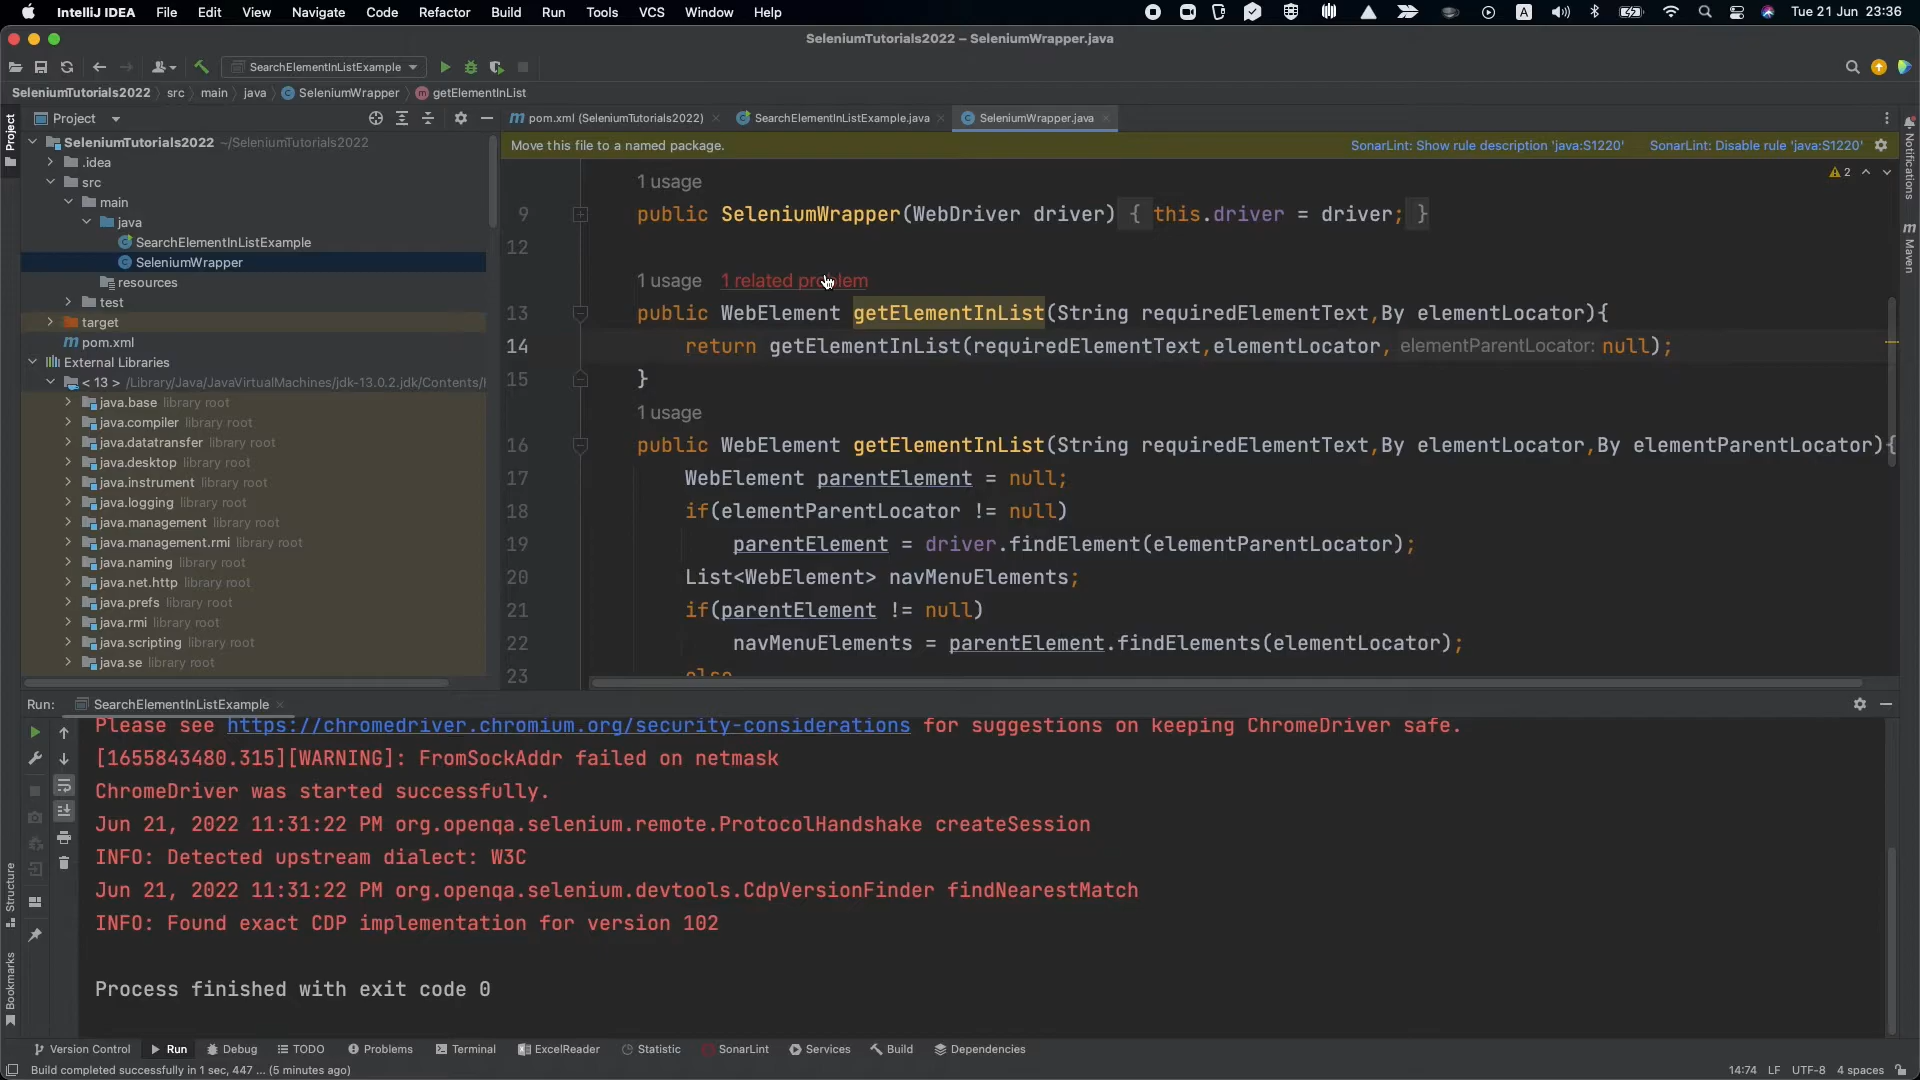 IntelliJ IDEA File Edit View Navigate Code Refactor Build Run Tools VCS Window Help A Tue 21 Jun 23:36
SeleniumTutorials2022 – SeleniumWrapper.java
SearchElementInListExample
SeleniumTutorials2022 src main java SeleniumWrapper getElementInList
Project
Project
pom.xml (SeleniumTutorials2022) SearchElementInListExample.java SeleniumWrapper.java
Move this file to a named package. SonarLint: Show rule description 'java:S1220' SonarLint: Disable rule 'java:S1220'
SeleniumTutorials2022 ~/SeleniumTutorials2022
.idea
src
main
java
SearchElementInListExample
SeleniumWrapper
resources
test
target
pom.xml
External Libraries
< 13 > /Library/Java/JavaVirtualMachines/jdk-13.0.2.jdk/Contents/
java.base library root
java.compiler library root
java.datatransfer library root
java.desktop library root
java.instrument library root
java.logging library root
java.management library root
java.management.rmi library root
java.naming library root
java.net.http library root
java.prefs library root
java.rmi library root
java.scripting library root
java.se library root
2
1 usage
9 public SeleniumWrapper(WebDriver driver) { this.driver = driver; }
12
1 usage 1 related problem
13 public WebElement getElementInList(String requiredElementText,By elementLocator){
14 return getElementInList(requiredElementText,elementLocator, elementParentLocator: null);
15 }
1 usage
16 public WebElement getElementInList(String requiredElementText,By elementLocator,By elementParentLocator){
17 WebElement parentElement = null;
18 if(elementParentLocator != null)
19 parentElement = driver.findElement(elementParentLocator);
20 List<WebElement> navMenuElements;
21 if(parentElement != null)
22 navMenuElements = parentElement.findElements(elementLocator);
23 else
Notifications
Maven
Run: SearchElementInListExample
Please see https://chromedriver.chromium.org/security-considerations for suggestions on keeping ChromeDriver safe.
[1655843480.315][WARNING]: FromSockAddr failed on netmask
ChromeDriver was started successfully.
Jun 21, 2022 11:31:22 PM org.openqa.selenium.remote.ProtocolHandshake createSession
INFO: Detected upstream dialect: W3C
Jun 21, 2022 11:31:22 PM org.openqa.selenium.devtools.CdpVersionFinder findNearestMatch
INFO: Found exact CDP implementation for version 102
Process finished with exit code 0
Structure
Bookmarks
Version Control Run Debug TODO Problems Terminal ExcelReader Statistic SonarLint Services Build Dependencies
Build completed successfully in 1 sec, 447 ... (5 minutes ago) 14:74 LF UTF-8 4 spaces